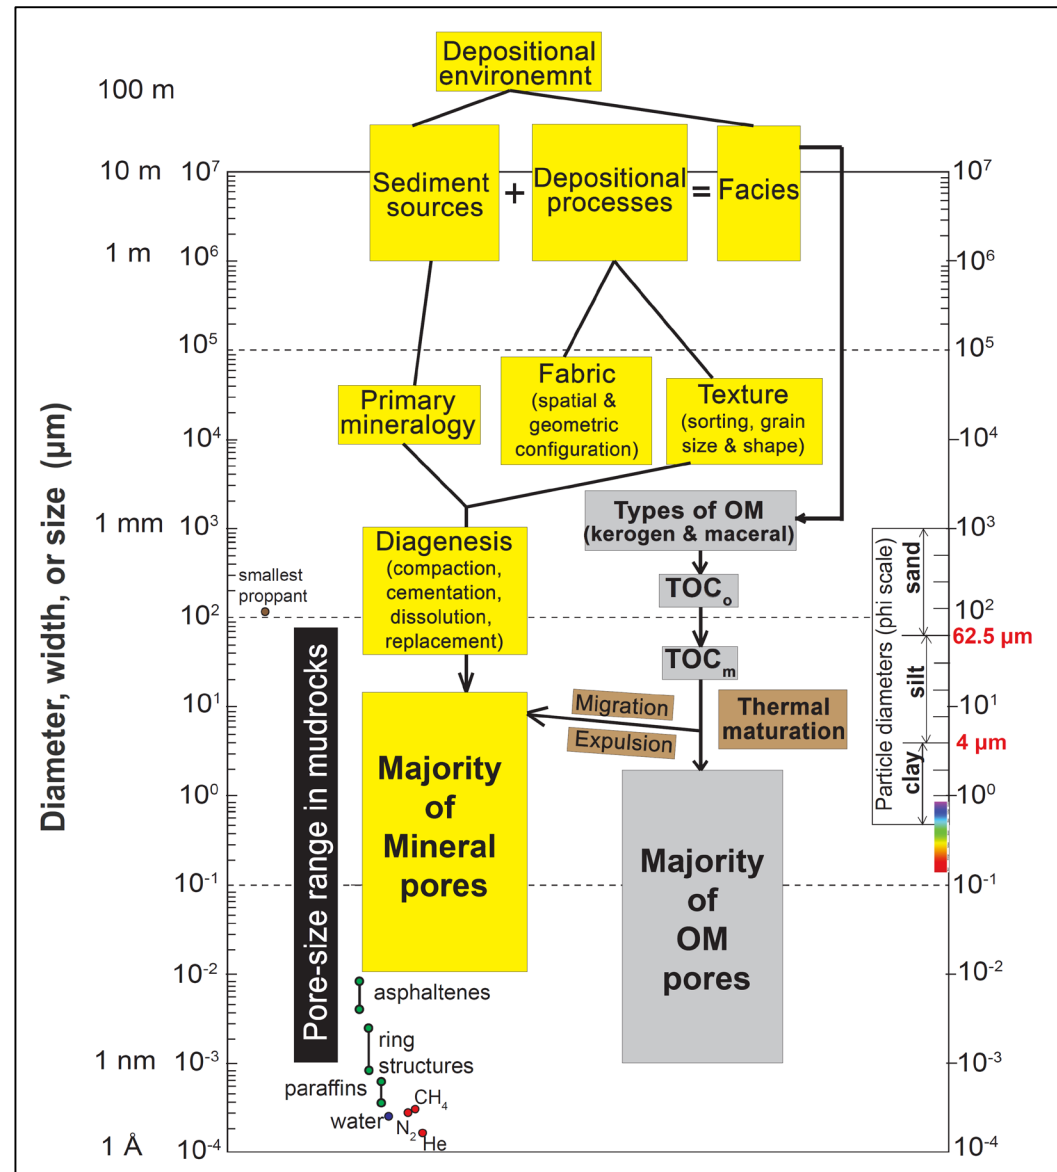 Depositional
environemnt
100 m
10 m
10⁷
Sediment
sources
+
Depositional
processes
=
Facies
10⁷
1 m
10⁶
10⁶
10⁵
10⁵
Primary
mineralogy
Fabric
(spatial &
geometric
configuration)
Texture
(sorting, grain
size & shape)
10⁴
10⁴
Diameter, width, or size (µm)
1 mm
10³
Types of OM
(kerogen & maceral)
10³
Diagenesis
(compaction,
cementation,
dissolution,
replacement)
smallest
proppant
TOCₒ
10²
10²
TOCₘ
Particle diameters (phi scale)
sand
silt
clay
62.5 µm
4 µm
Pore-size range in mudrocks
10¹
10¹
Migration
Expulsion
Thermal
maturation
Majority
of
Mineral
pores
10⁰
10⁰
Majority
of
OM
pores
10⁻¹
10⁻¹
10⁻²
10⁻²
asphaltenes
ring
structures
1 nm
10⁻³
10⁻³
paraffins
CH₄
water
N₂
He
1 Å
10⁻⁴
10⁻⁴